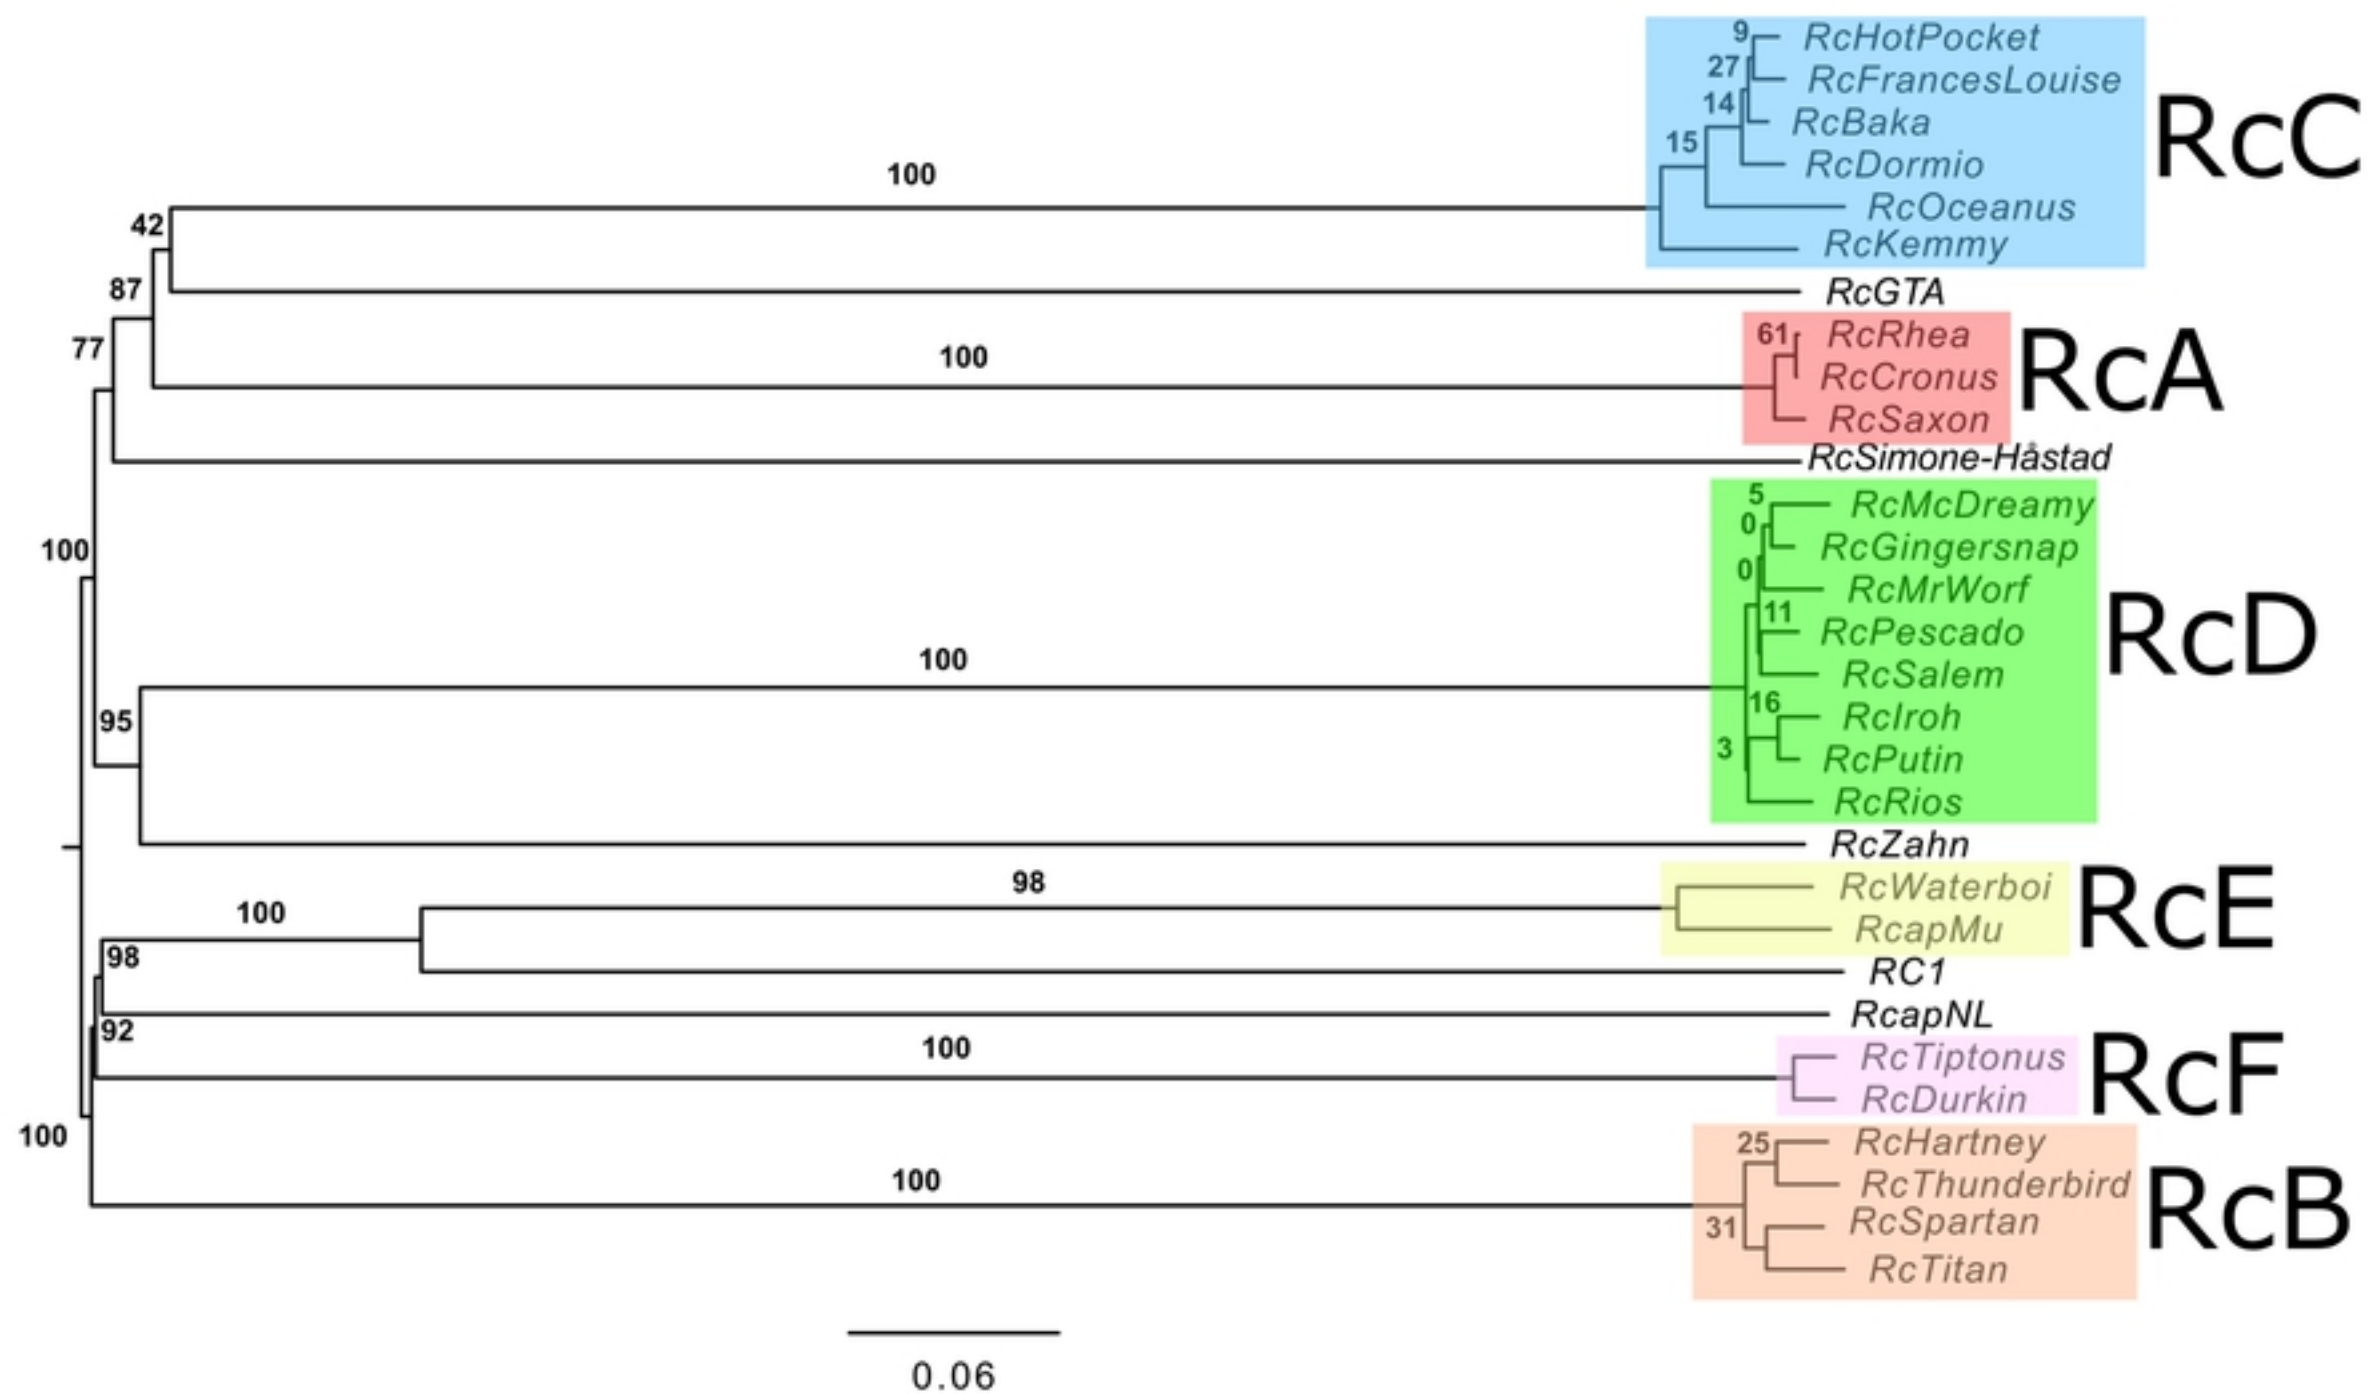 9
RcHotPocket
27
RcFrancesLouise
14
RcBaka
RcC
15
RcDormio
100
RcOceanus
42
RcKemmy
87
RcGTA
77
61
RcRhea
RcA
100
RcCronus
RcSaxon
RcSimone-Håstad
5
RcMcDreamy
0
100
RcGingersnap
0
RcMrWorf
11
RcPescado
RcD
100
RcSalem
16
95
RcIroh
3
RcPutin
RcRios
RcZahn
98
RcWaterboi
RcE
100
RcapMu
98
RC1
RcapNL
92
100
RcTiptonus
RcF
RcDurkin
100
25
RcHartney
100
RcThunderbird
RcB
31
RcSpartan
RcTitan
0.06